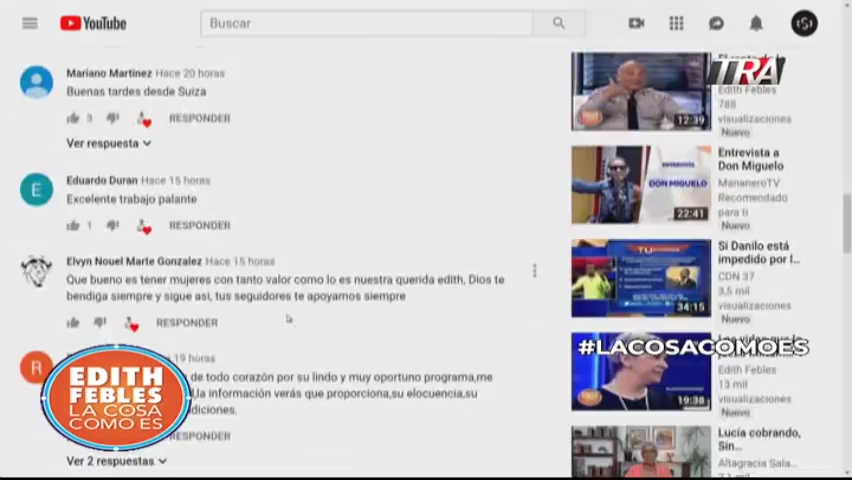 YouTube
Buscar
Mariano Martinez Hace 20 horas
Buenas tardes desde Suiza
3 RESPONDER
Ver respuesta
E
Eduardo Duran Hace 15 horas
Excelente trabajo palante
1 RESPONDER
Elvyn Nouel Marte Gonzalez Hace 15 horas
Que bueno es tener mujeres con tanto valor como lo es nuestra querida edith, Dios te
bendiga siempre y sigue asi, tus seguidores te apoyamos siempre
RESPONDER
R
19 horas
de todo corazón por su lindo y muy oportuno programa,me
la información verás que proporciona,su elocuencia,su
diciones.
RESPONDER
Ver 2 respuestas
EDITH
FEBLES
LA COSA
COMO ES
TRA
12:39
Edith Febles
788
visualizaciones
Nuevo
ENTREVISTA
DON MIGUELO
22:41
Entrevista a
Don Miguelo
MañaneroTV
Recomendado
para ti
Nuevo
34:15
Si Danilo está
impedido por l...
CDN 37
3,5 mil
visualizaciones
Nuevo
#LACOSACOMOES
19:38
Edith Febles
13 mil
visualizaciones
Nuevo
Lucía cobrando,
Sin...
Altagracia Sala...